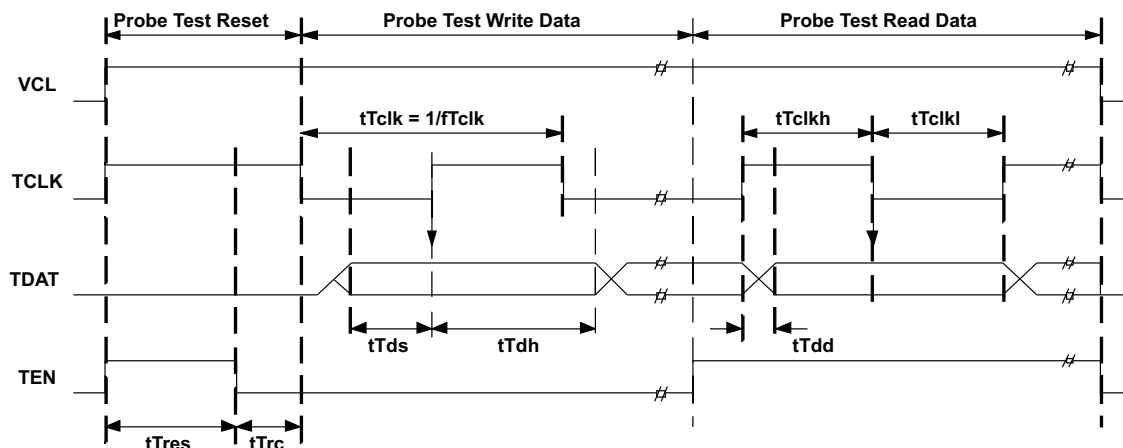 Probe Test Reset Probe Test Write Data Probe Test Read Data
VCL
tTclk = 1/fTclk tTclkh tTclkl
TCLK
TDAT
tTds tTdh tTdd
TEN
tTres tTrc